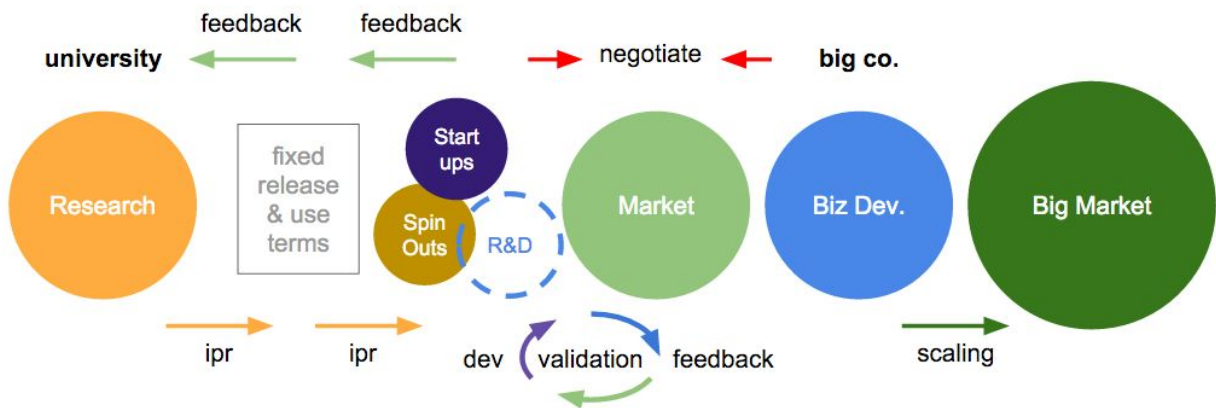 feedback
feedback
university
negotiate
big co.
Start
ups
fixed
release
& use
terms
Research
Spin
Outs
R&D
Market
Biz Dev.
Big Market
ipr
ipr
dev
validation
feedback
scaling